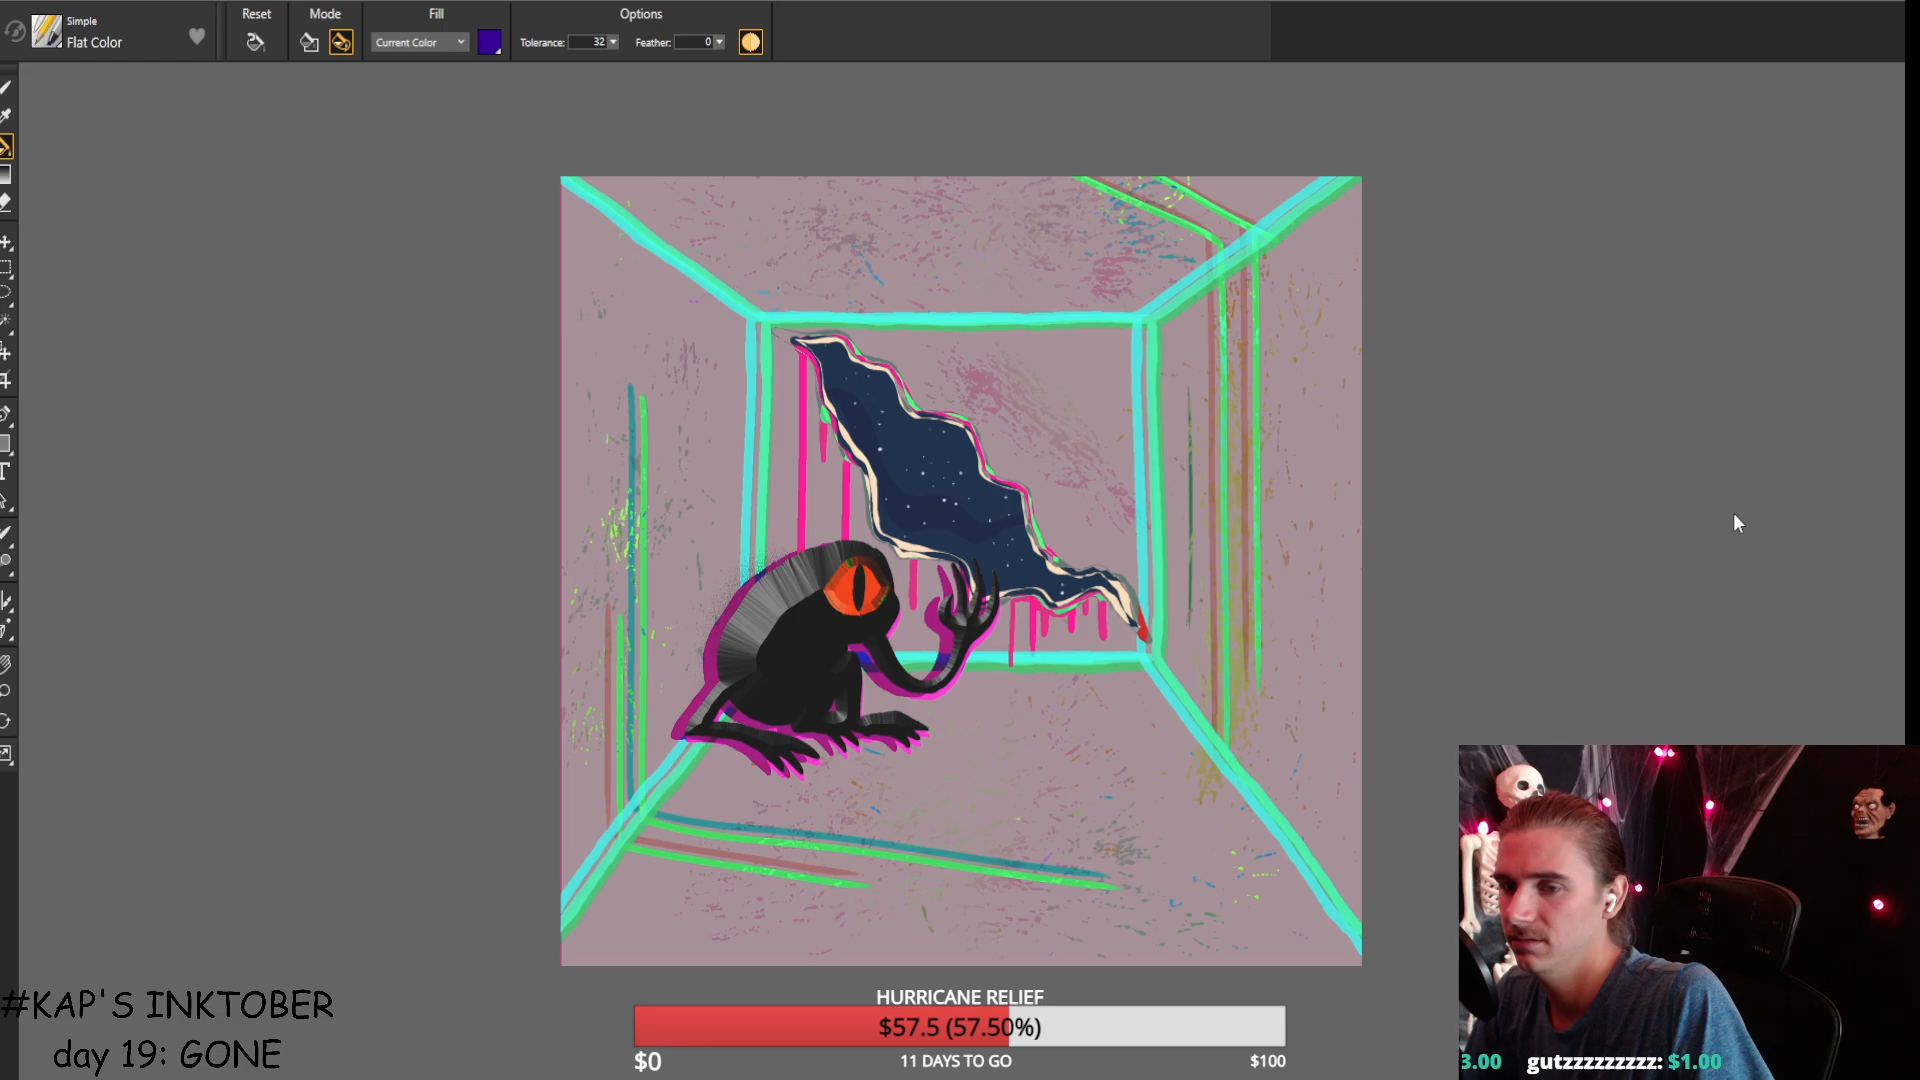 Simple
Flat Color
Reset
Mode
Fill
Current Color
Options
Tolerance: 32
Feather: 0
#KAP'S INKTOBER
day 19: GONE
HURRICANE RELIEF
$57.5 (57.50%)
$0
11 DAYS TO GO
$100
3.00 gutzzzzzzzzz: $1.00